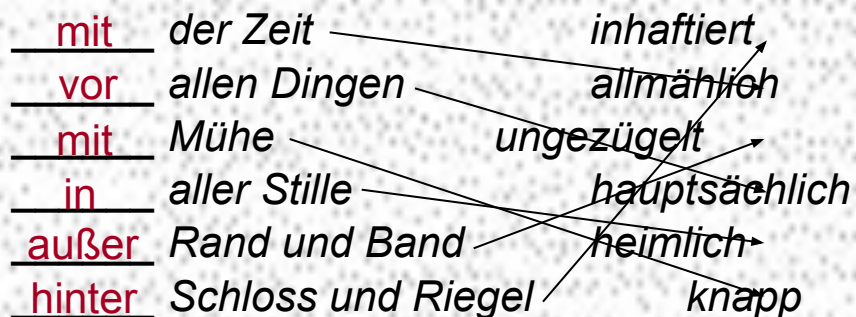 mit der Zeit inhaftiert
vor allen Dingen allmählich
mit Mühe ungezügelt
in aller Stille hauptsächlich
außer Rand und Band heimlich
hinter Schloss und Riegel knapp